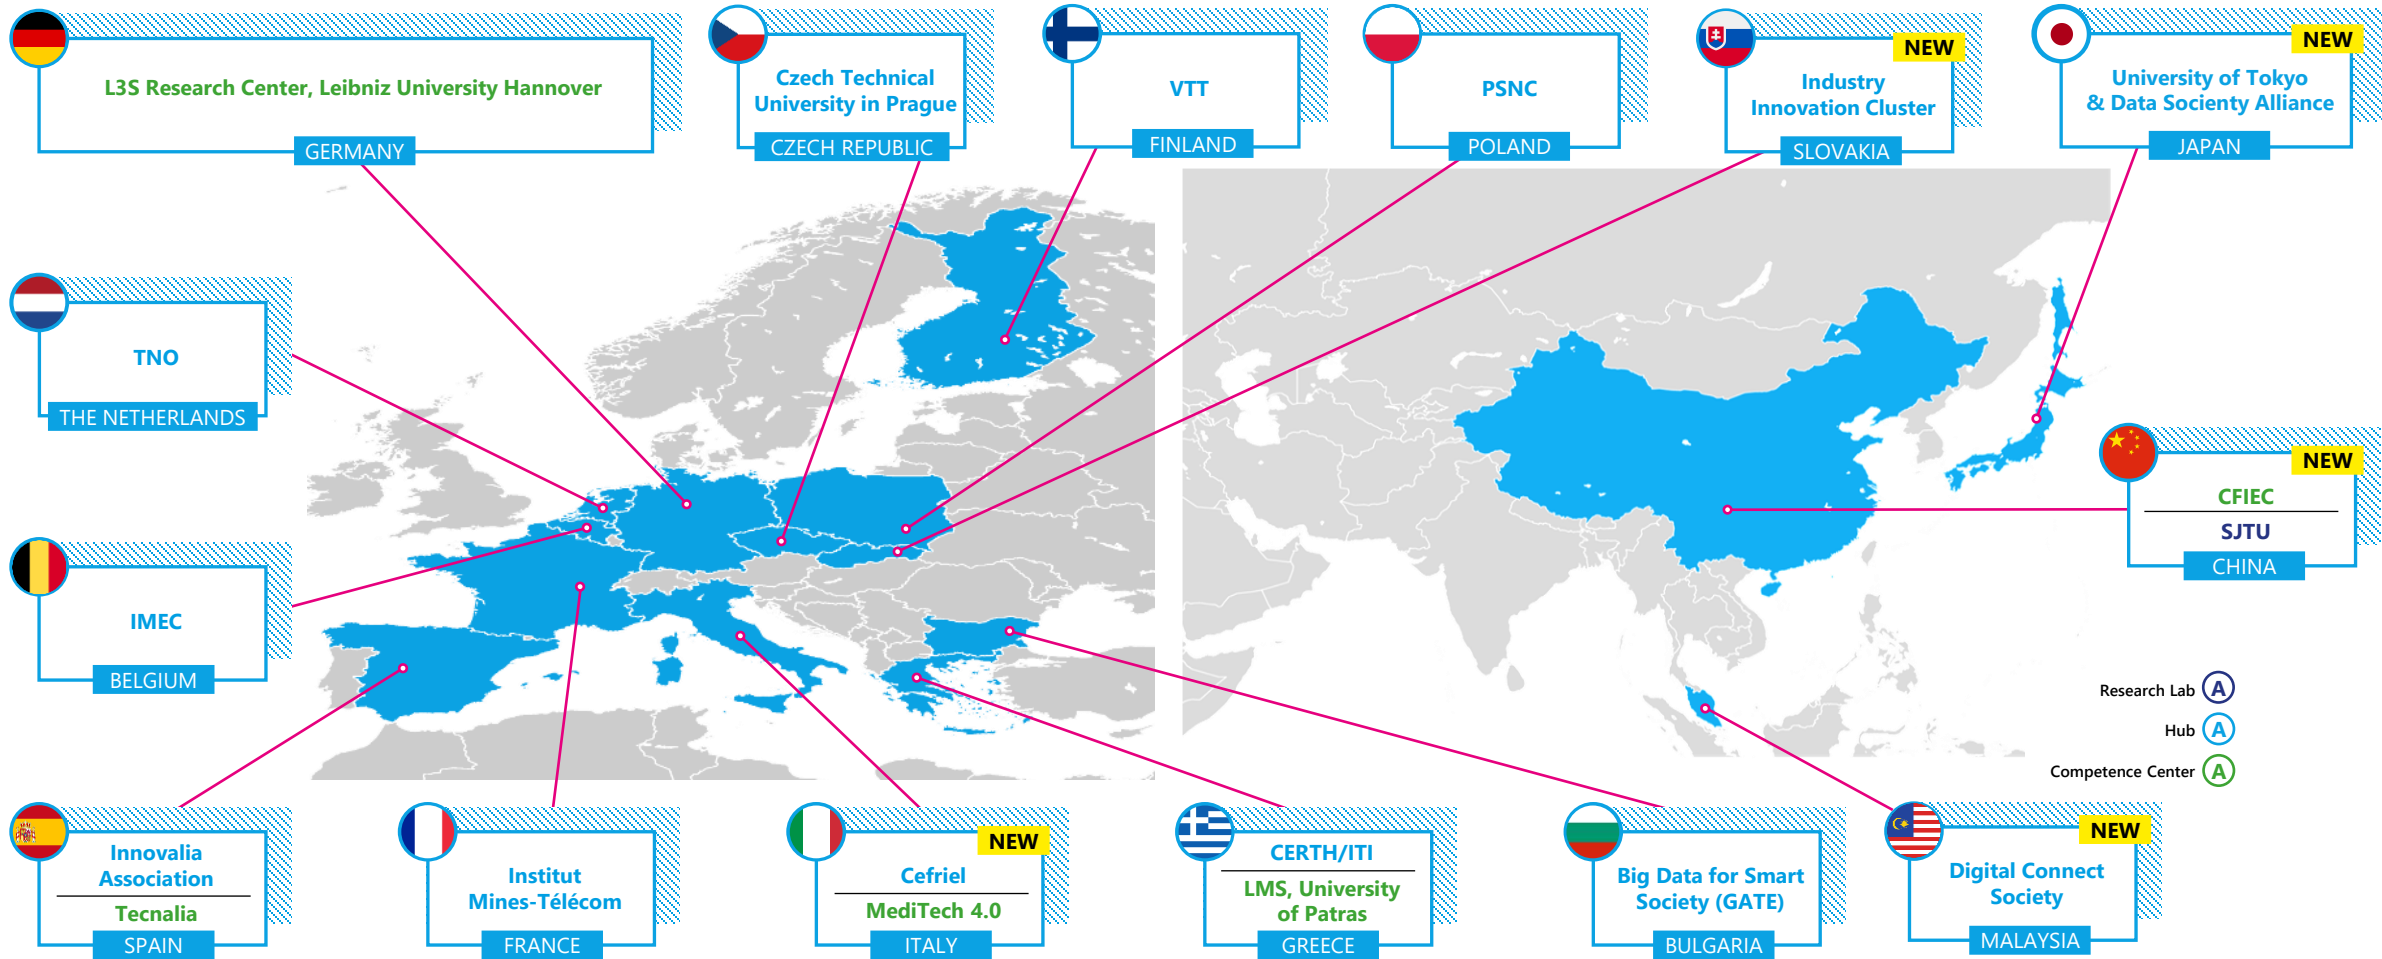 L3S Research Center, Leibniz University Hannover
GERMANY
Czech Technical
University in Prague
CZECH REPUBLIC
VTT
FINLAND
PSNC
POLAND
NEW
Industry
Innovation Cluster
SLOVAKIA
NEW
University of Tokyo
& Data Socienty Alliance
JAPAN
TNO
THE NETHERLANDS
NEW
CFIEC
SJTU
CHINA
IMEC
BELGIUM
Research Lab A
Hub A
Competence Center A
Innovalia
Association
Tecnalia
SPAIN
Institut
Mines-Télécom
FRANCE
NEW
Cefriel
MediTech 4.0
ITALY
CERTH/ITI
LMS, University
of Patras
GREECE
Big Data for Smart
Society (GATE)
BULGARIA
NEW
Digital Connect
Society
MALAYSIA